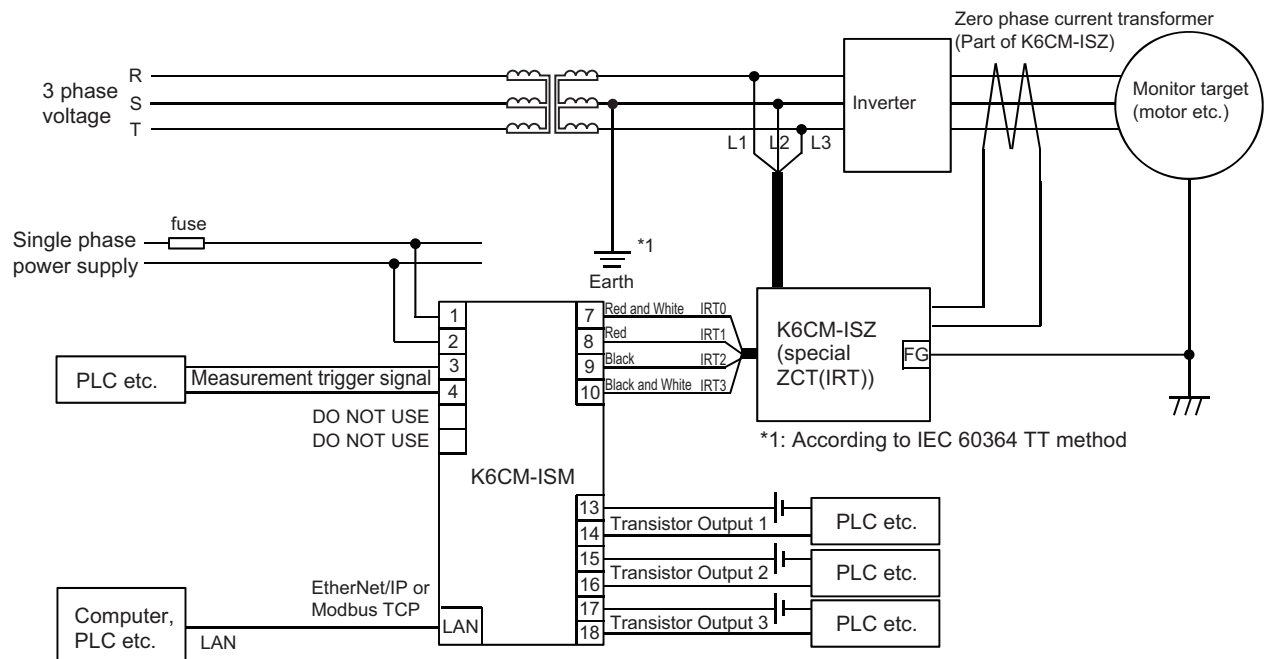 Zero phase current transformer
(Part of K6CM-ISZ)
3 phase
voltage
R
S
T
Inverter
Monitor target
(motor etc.)
L1
L2
L3
fuse
Single phase
power supply
*1
Earth
1
2
3
4
7
8
9
10
Red and White IRT0
Red IRT1
Black IRT2
Black and White IRT3
K6CM-ISZ
(special
ZCT(IRT))
FG
PLC etc.
Measurement trigger signal
DO NOT USE
DO NOT USE
*1: According to IEC 60364 TT method
K6CM-ISM
13
14
15
16
17
18
Transistor Output 1
PLC etc.
Transistor Output 2
PLC etc.
Transistor Output 3
PLC etc.
EtherNet/IP or
Modbus TCP
LAN
Computer,
PLC etc.
LAN